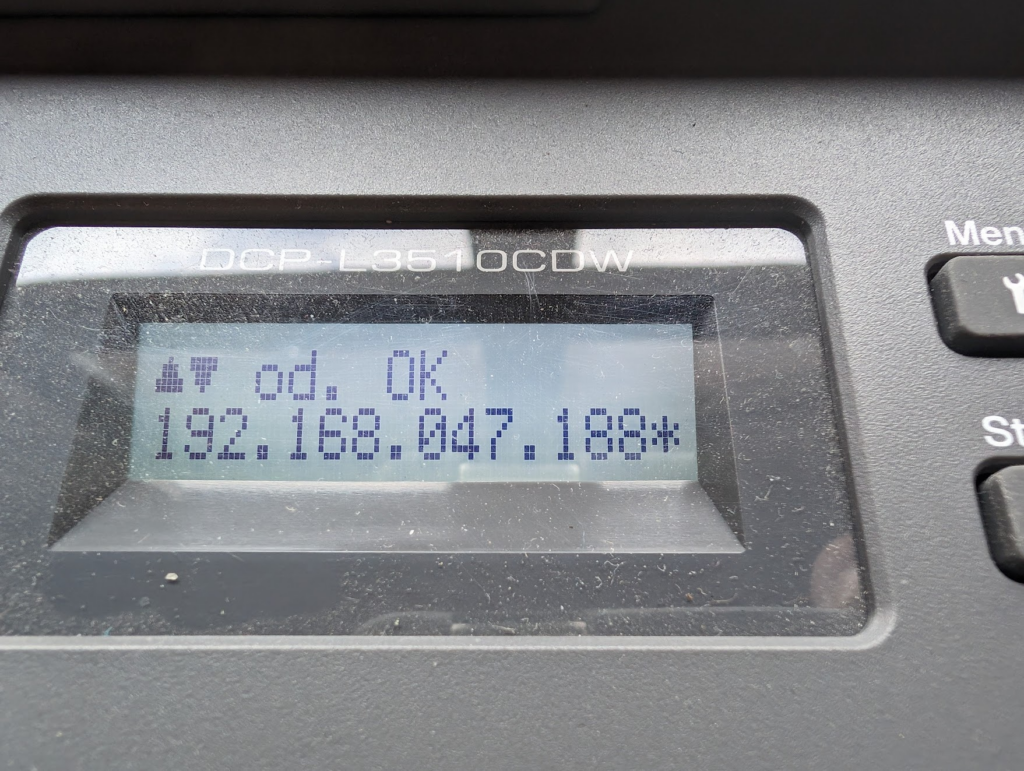 DCP-L3510CDW
Men
▲▼ od. OK
192.168.047.188*
St